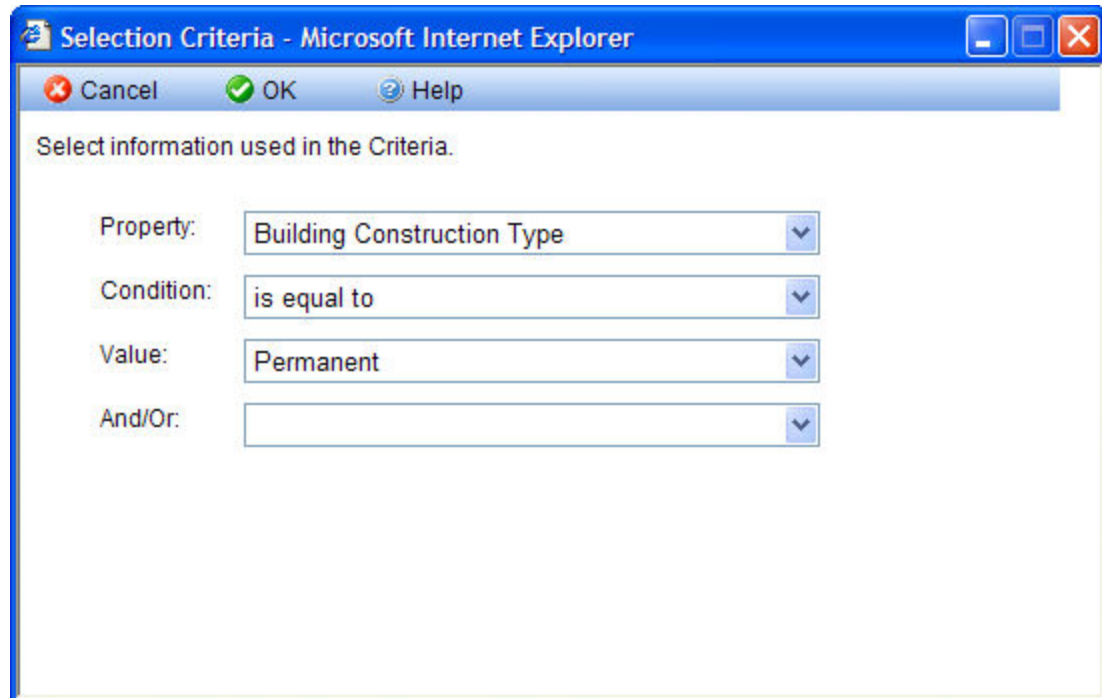 Selection Criteria - Microsoft Internet Explorer
Cancel OK Help
Select information used in the Criteria.
Property: Building Construction Type
Condition: is equal to
Value: Permanent
And/Or: